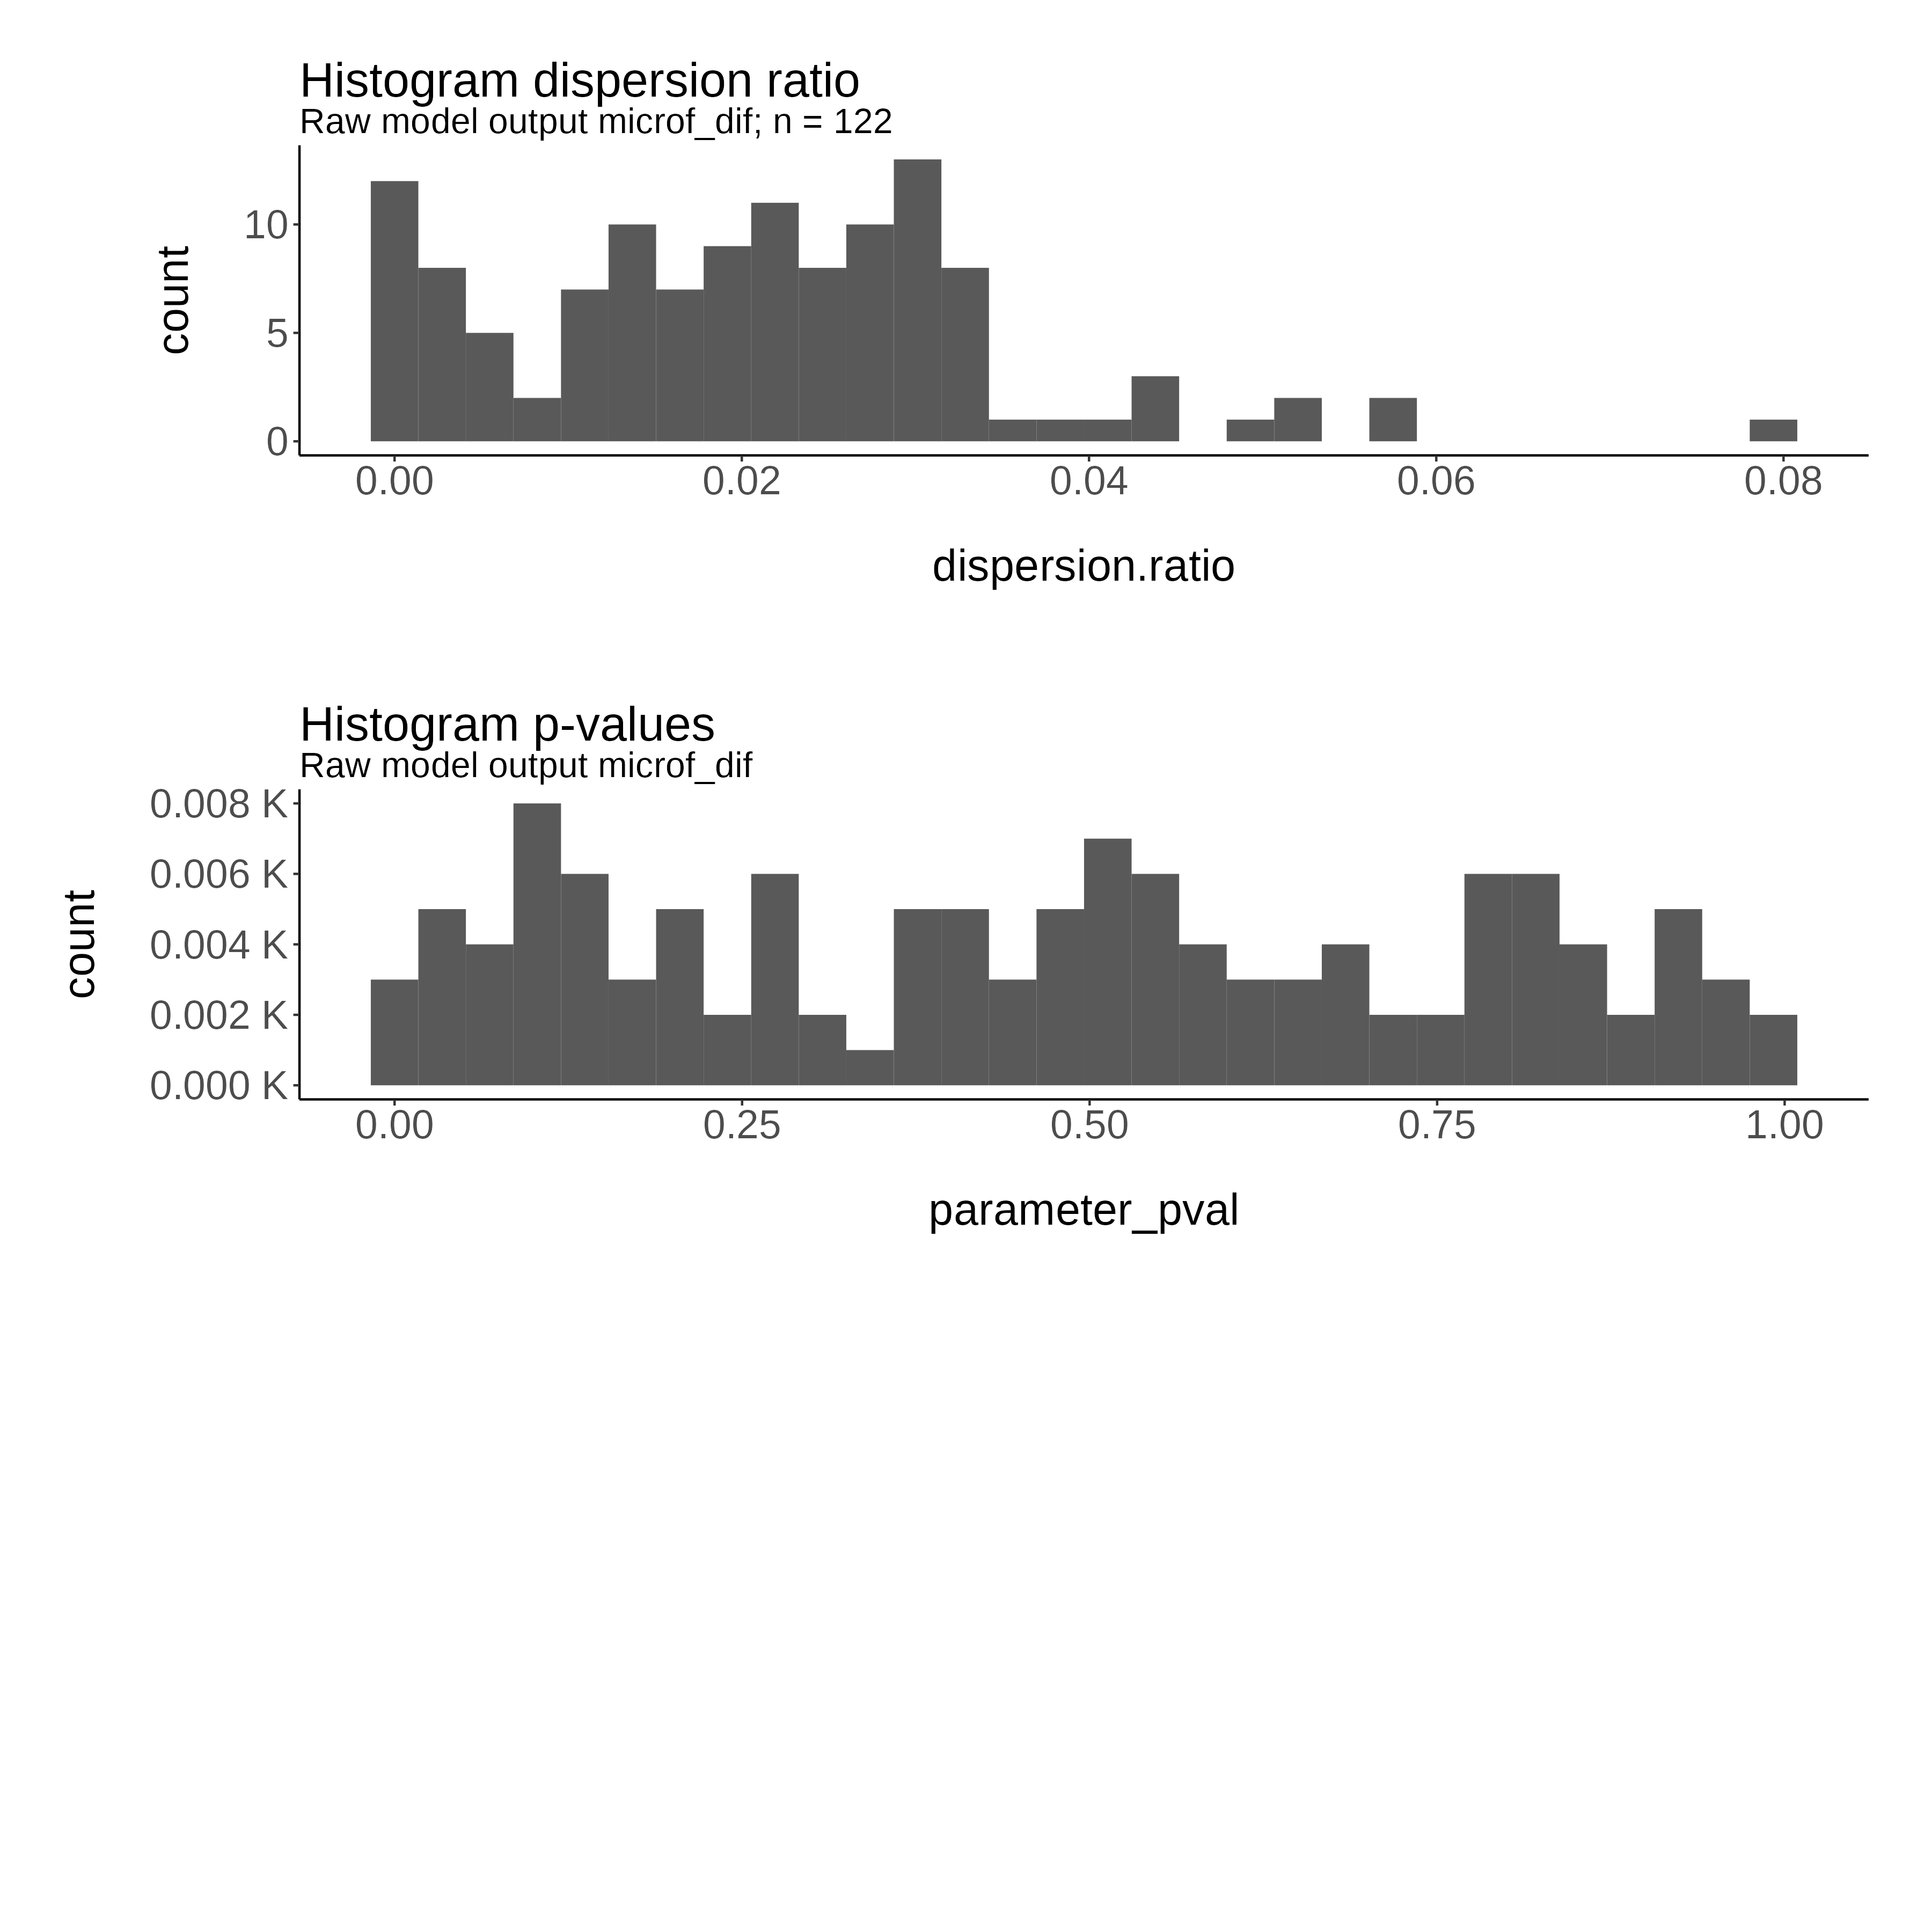 Histogram dispersion ratio
Raw model output microf_dif; n = 122
count
10
5
0
0.00 0.02 0.04 0.06 0.08
dispersion.ratio
Histogram p-values
Raw model output microf_dif
count
0.008 K
0.006 K
0.004 K
0.002 K
0.000 K
0.00 0.25 0.50 0.75 1.00
parameter_pval